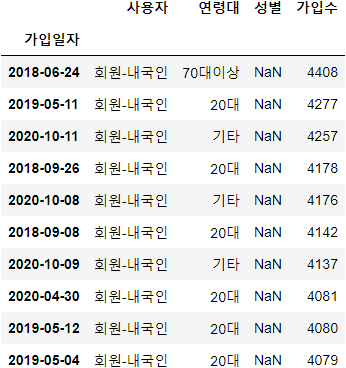 사용자 연령대 성별 가입수
가입일자
2018-06-24 회원-내국인 70대이상 NaN 4408
2019-05-11 회원-내국인 20대 NaN 4277
2020-10-11 회원-내국인 기타 NaN 4257
2018-09-26 회원-내국인 20대 NaN 4178
2020-10-08 회원-내국인 기타 NaN 4176
2018-09-08 회원-내국인 20대 NaN 4142
2020-10-09 회원-내국인 기타 NaN 4137
2020-04-30 회원-내국인 20대 NaN 4081
2019-05-12 회원-내국인 20대 NaN 4080
2019-05-04 회원-내국인 20대 NaN 4079